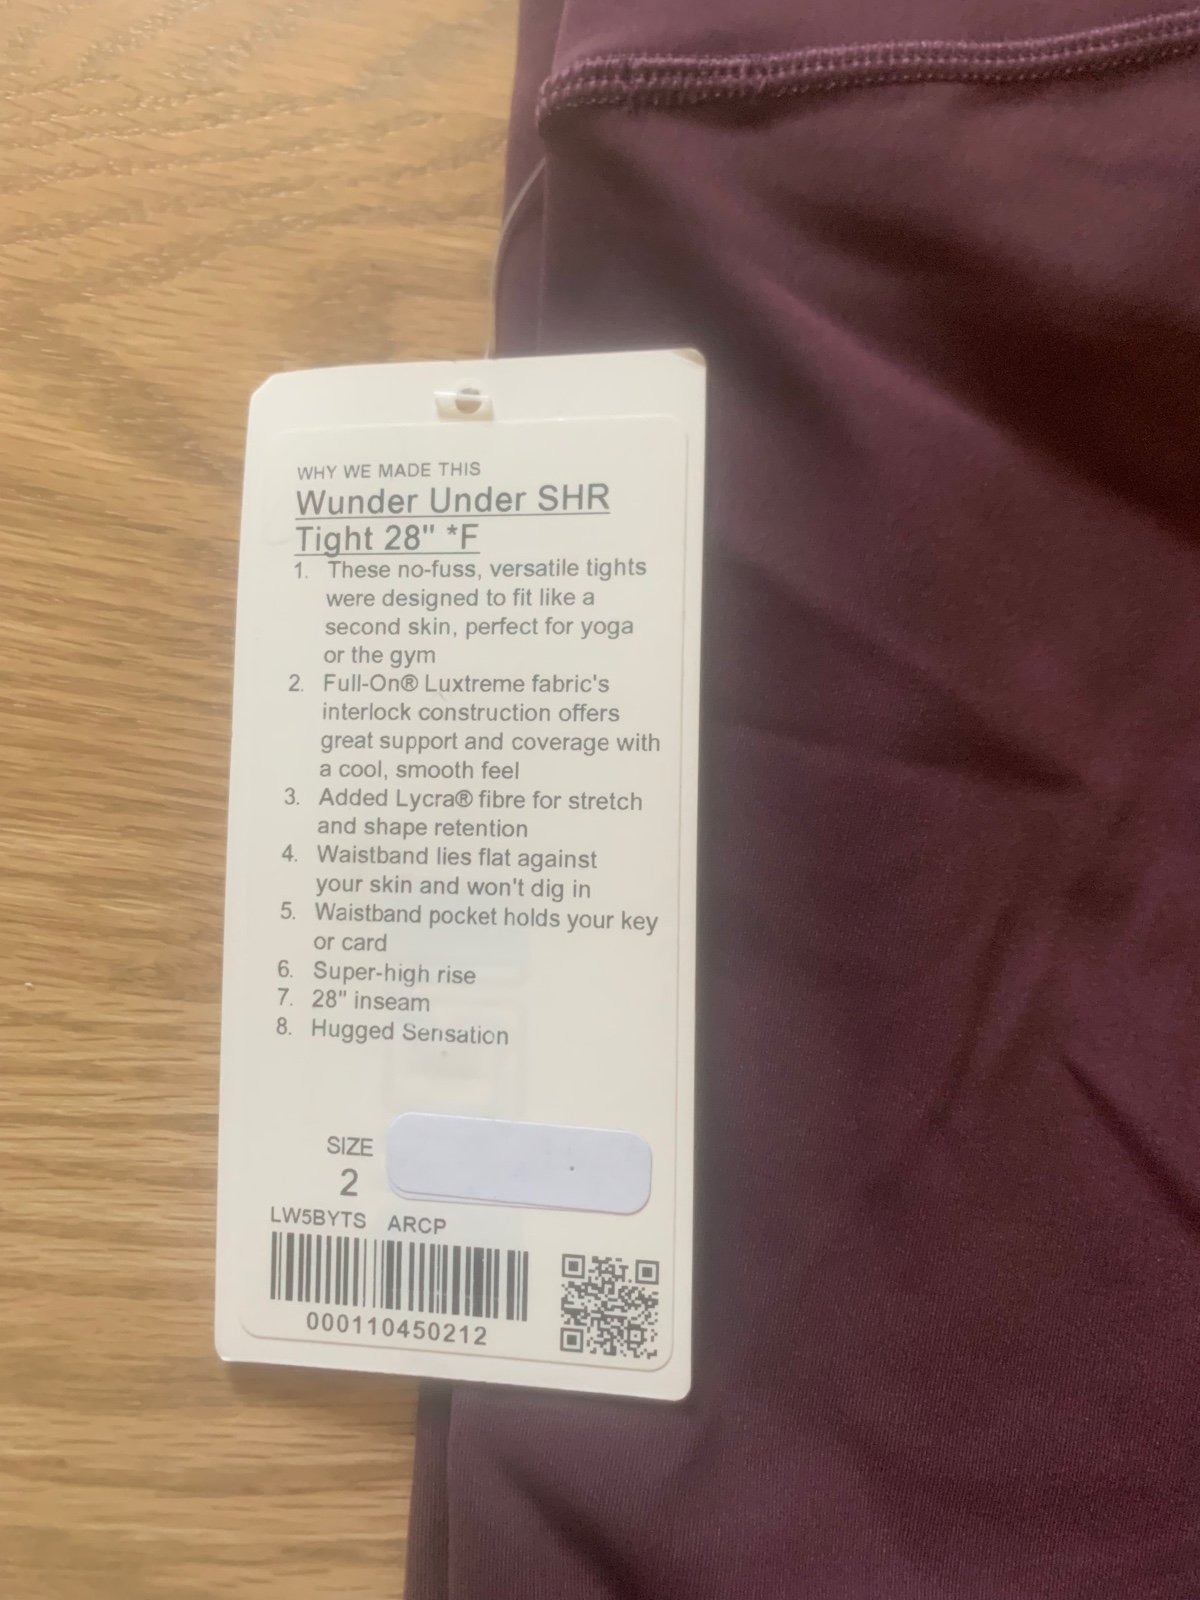 WHY WE MADE THIS
Wunder Under SHR
Tight 28" *F
1. These no-fuss, versatile tights
were designed to fit like a
second skin, perfect for yoga
or the gym
2. Full-On® Luxtreme fabric's
interlock construction offers
great support and coverage with
a cool, smooth feel
3. Added Lycra® fibre for stretch
and shape retention
4. Waistband lies flat against
your skin and won't dig in
5. Waistband pocket holds your key
or card
6. Super-high rise
7. 28" inseam
8. Hugged Sensation
SIZE
2
LW5BYTS ARCP
000110450212